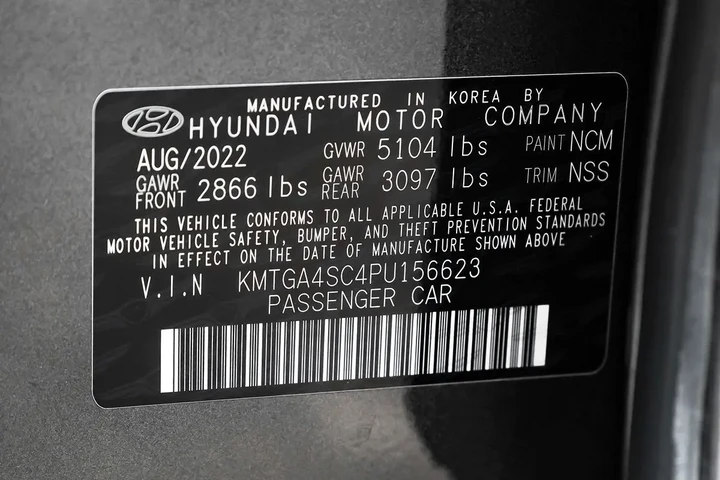 MANUFACTURED IN KOREA BY
HYUNDAI MOTOR COMPANY
AUG/2022 GVWR 5104 lbs PAINT NCM
GAWR FRONT 2866 lbs GAWR REAR 3097 lbs TRIM NSS
THIS VEHICLE CONFORMS TO ALL APPLICABLE U.S.A. FEDERAL
MOTOR VEHICLE SAFETY, BUMPER, AND THEFT PREVENTION STANDARDS
IN EFFECT ON THE DATE OF MANUFACTURE SHOWN ABOVE
V.I.N KMTGA4SC4PU156623
PASSENGER CAR